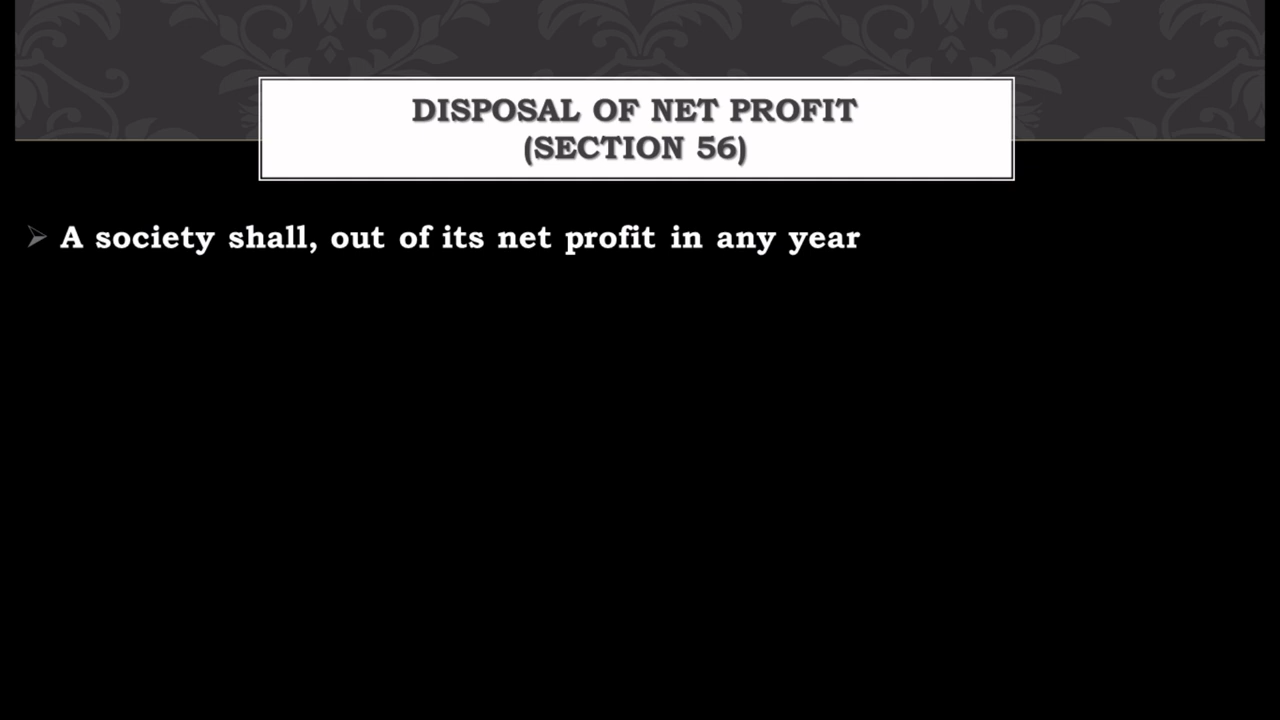 DISPOSAL OF NET PROFIT
(SECTION 56)
A society shall, out of its net profit in any year